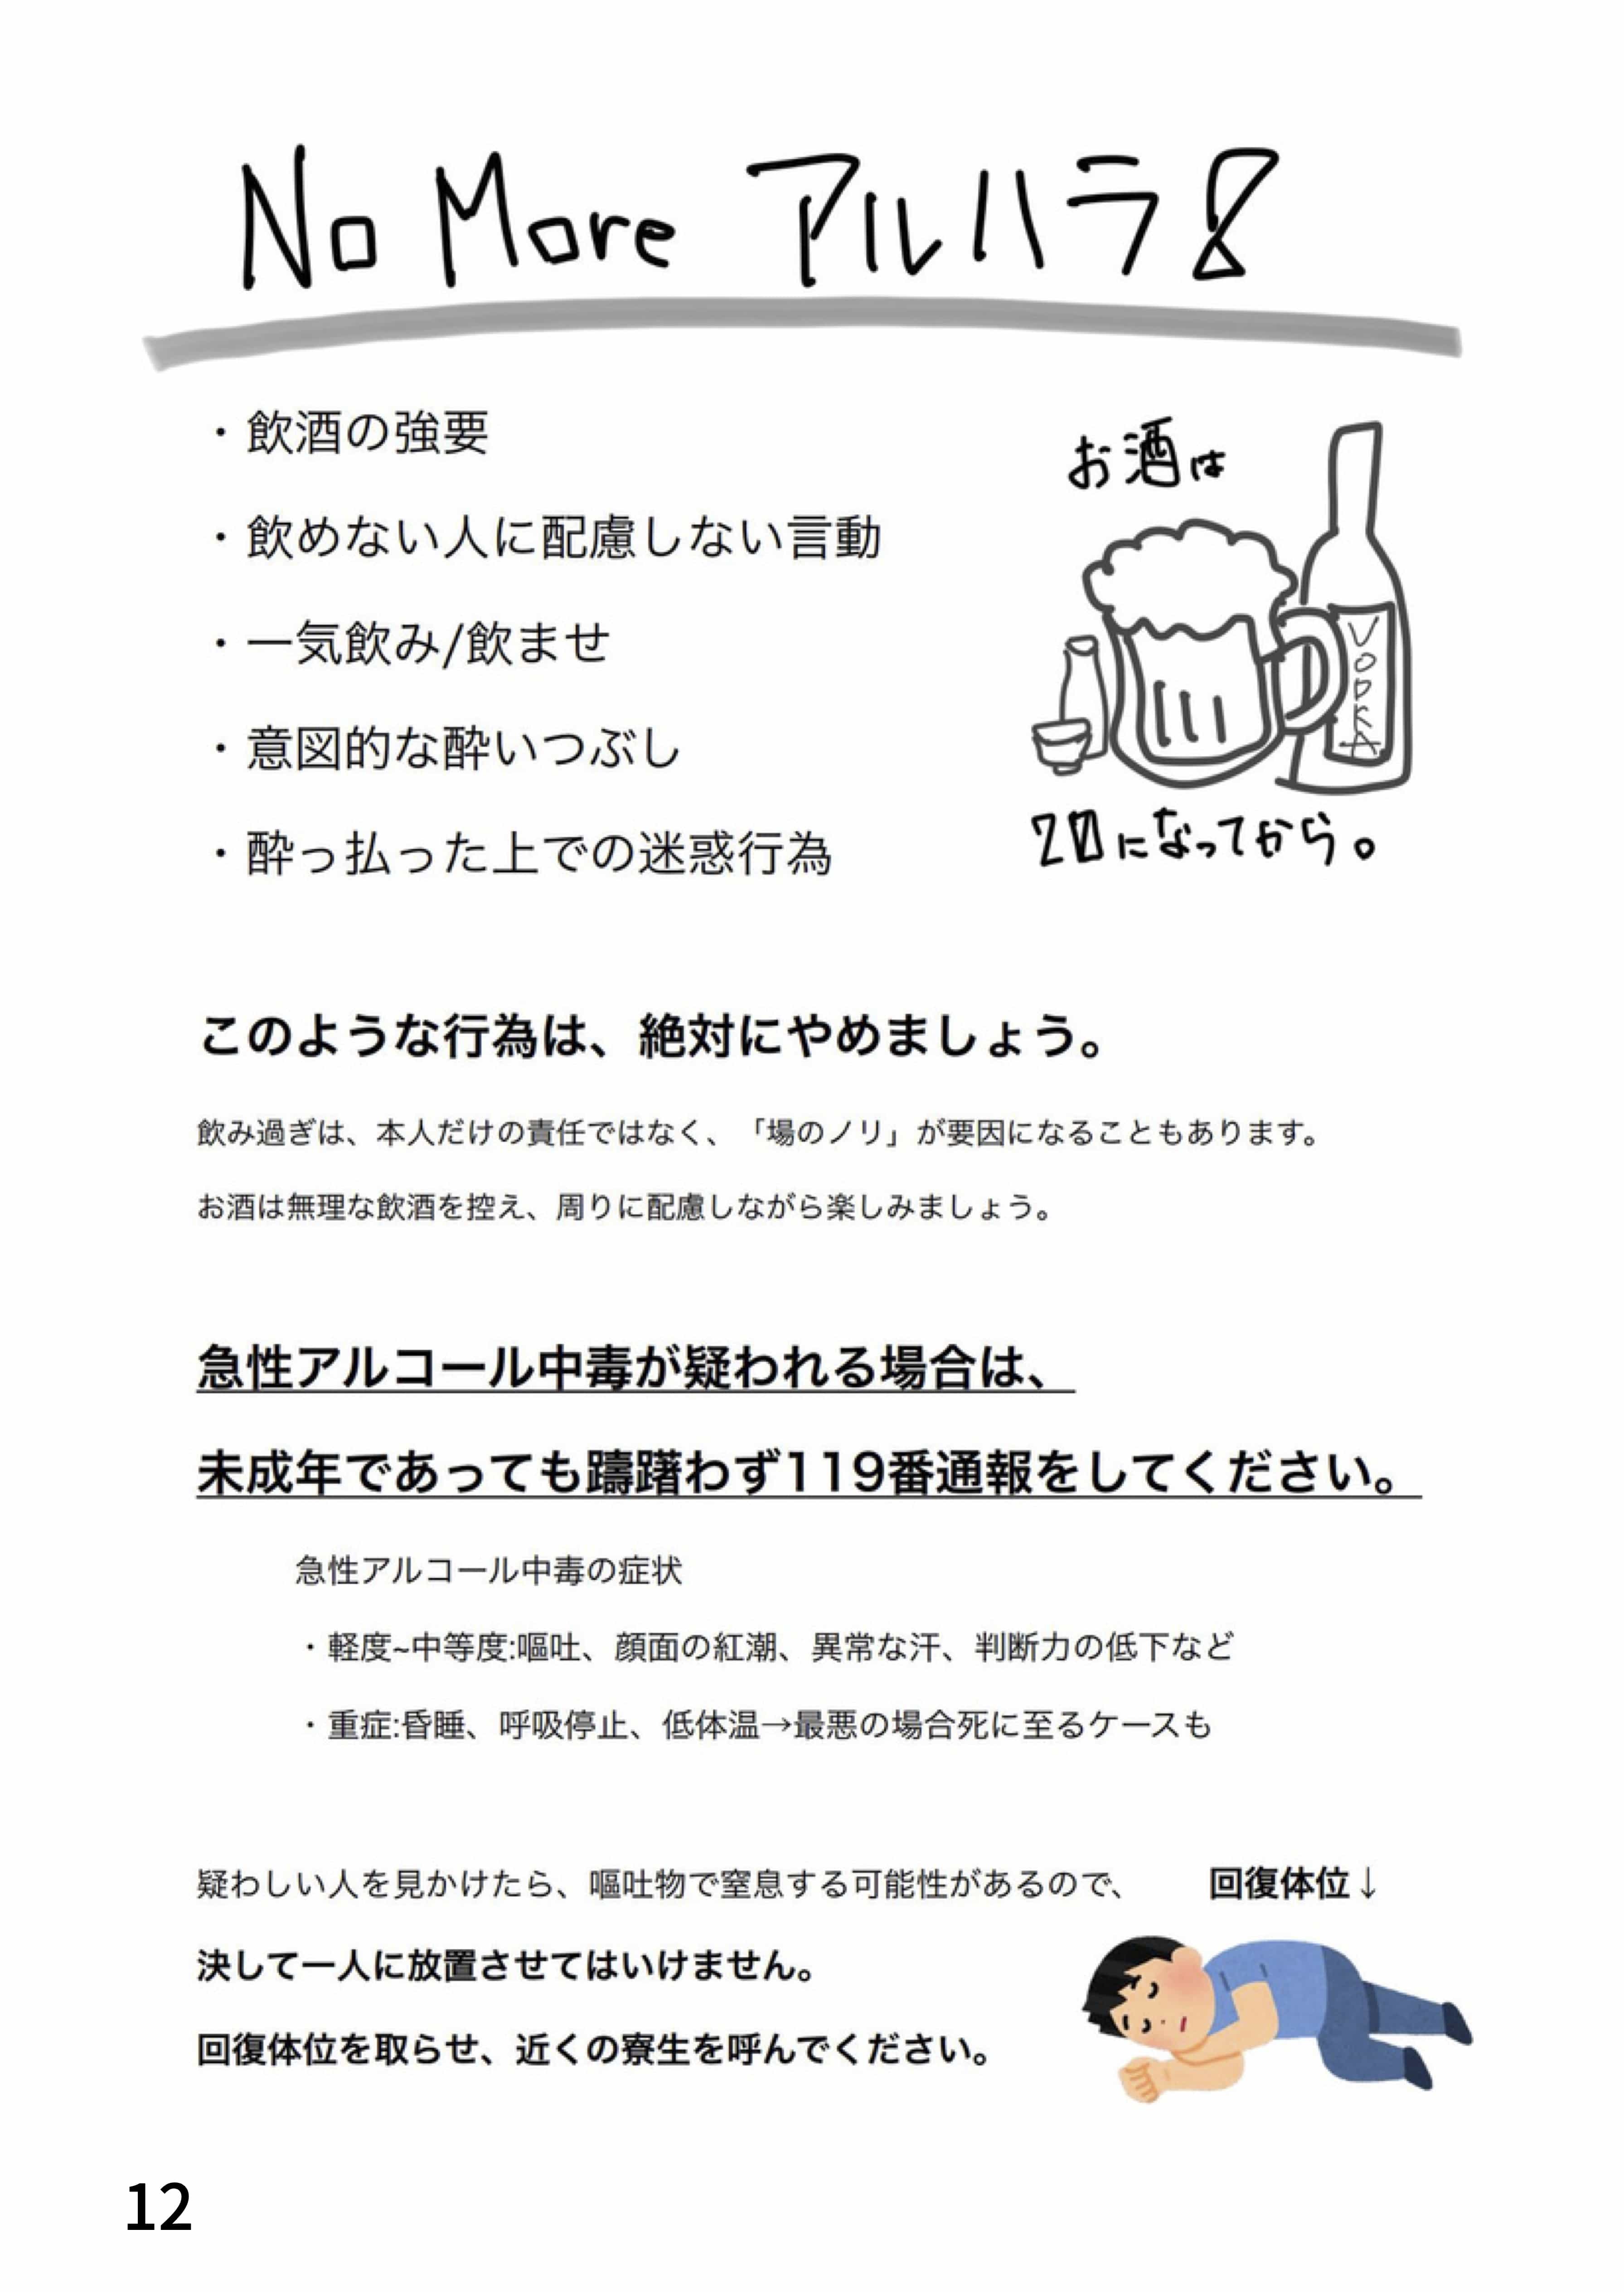 No More アルハラ!
・飲酒の強要
・飲めない人に配慮しない言動
・一気飲み/飲ませ
・意図的な酔いつぶし
・酔っ払った上での迷惑行為
お酒は
VODKA
20になってから。
このような行為は、絶対にやめましょう。
飲み過ぎは、本人だけの責任ではなく、「場のノリ」が要因になることもあります。
お酒は無理な飲酒を控え、周りに配慮しながら楽しみましょう。
急性アルコール中毒が疑われる場合は、
未成年であっても躊躇わず119番通報をしてください。
急性アルコール中毒の症状
・軽度~中等度:嘔吐、顔面の紅潮、異常な汗、判断力の低下など
・重症:昏睡、呼吸停止、低体温→最悪の場合死に至るケースも
疑わしい人を見かけたら、嘔吐物で窒息する可能性があるので、
回復体位↓
決して一人に放置させてはいけません。
回復体位を取らせ、近くの寮生を呼んでください。
12